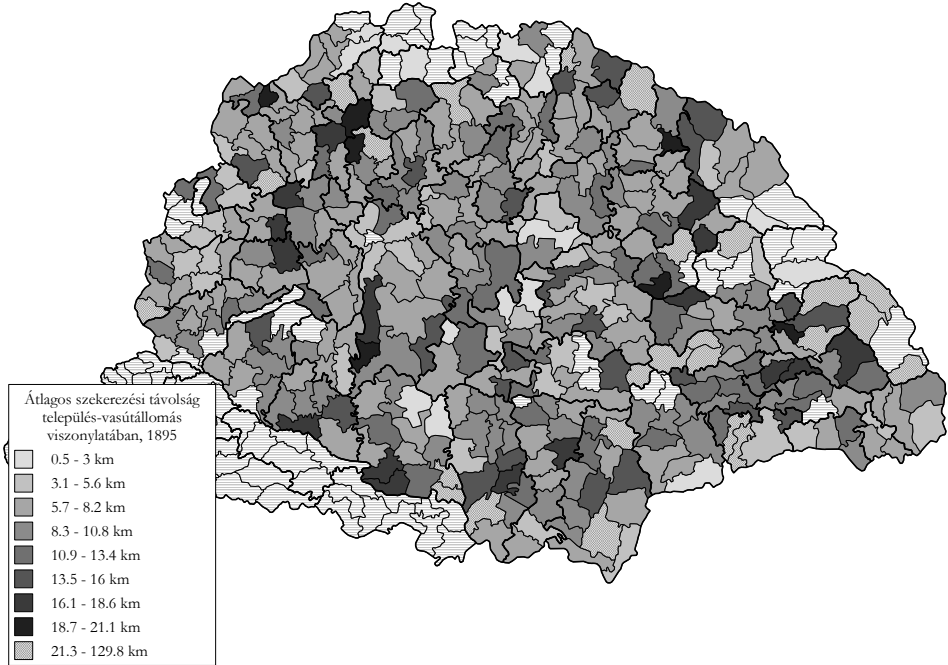 Átlagos szekerezési távolság
település-vasútállomás
viszonylatában, 1895
0.5 - 3 km
3.1 - 5.6 km
5.7 - 8.2 km
8.3 - 10.8 km
10.9 - 13.4 km
13.5 - 16 km
16.1 - 18.6 km
18.7 - 21.1 km
21.3 - 129.8 km